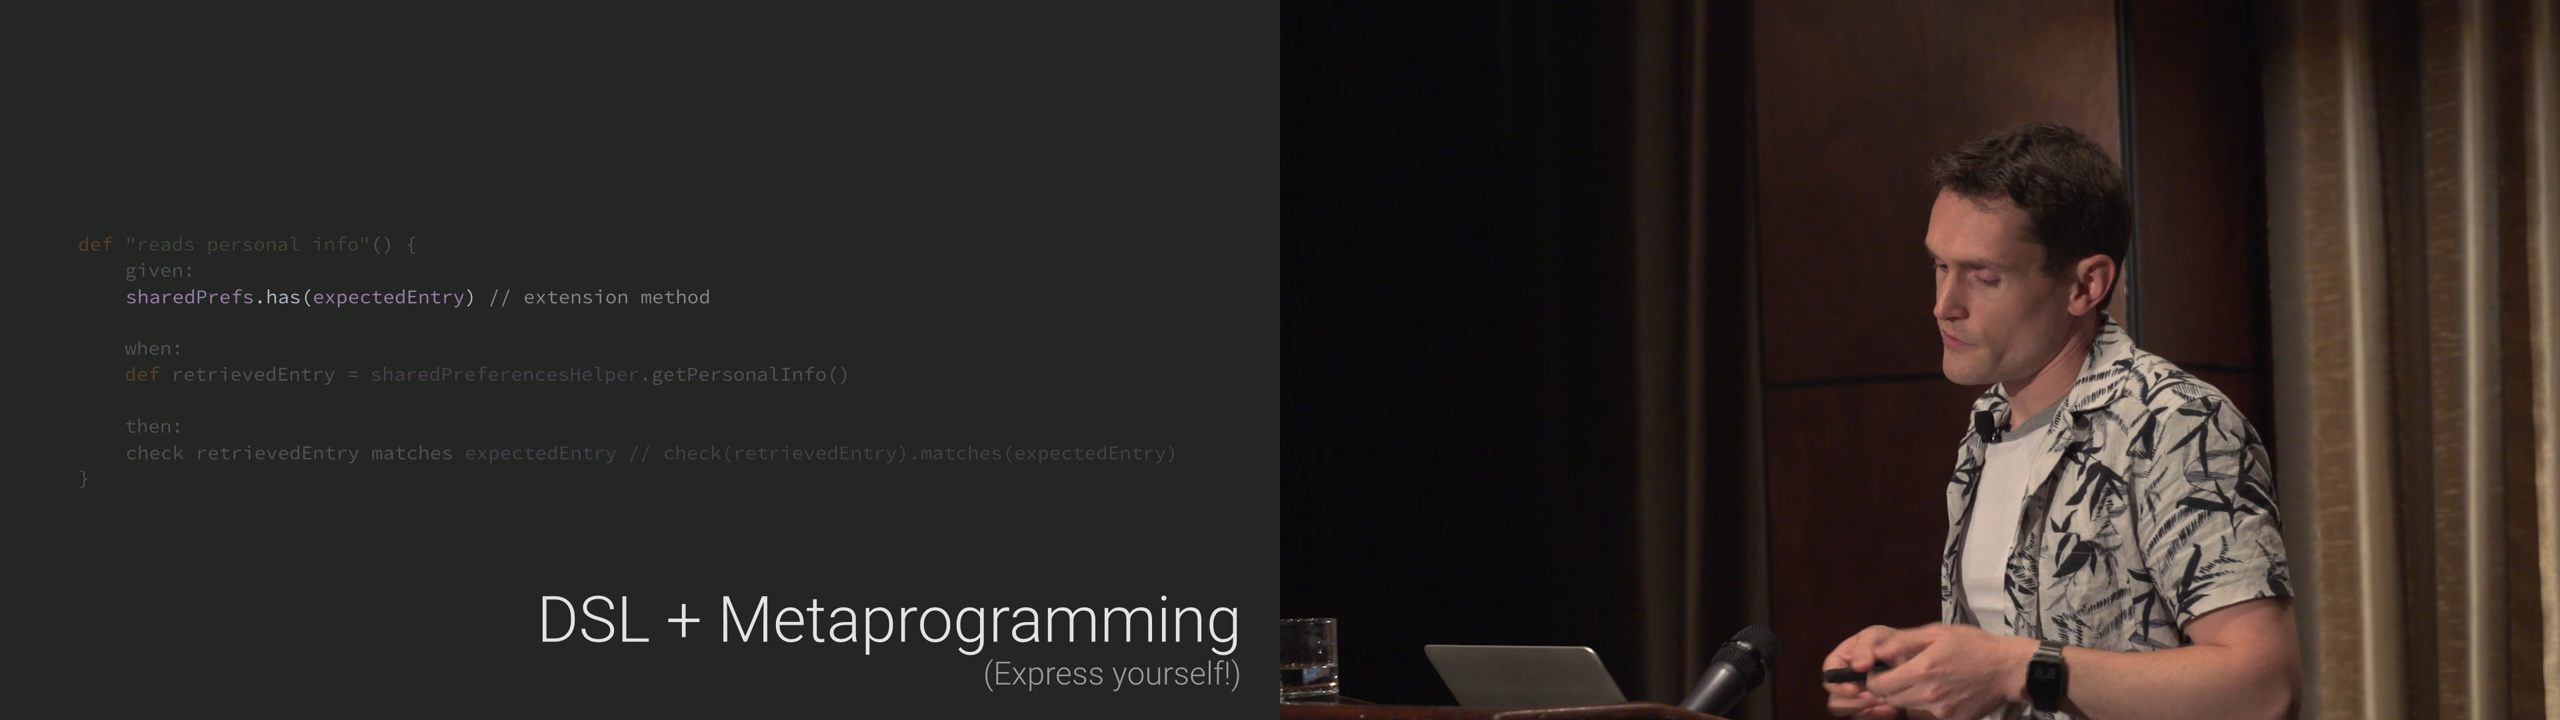 def "reads personal info"() {
given:
sharedPrefs.has(expectedEntry) // extension method
when:
def retrievedEntry = sharedPreferencesHelper.getPersonalInfo()
then:
check retrievedEntry matches expectedEntry // check(retrievedEntry).matches(expectedEntry)
}
DSL + Metaprogramming
(Express yourself!)